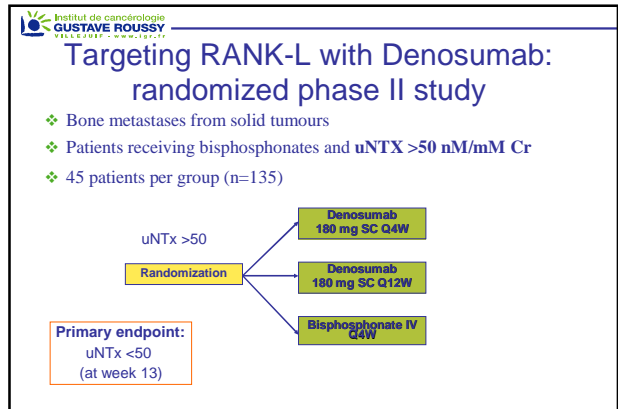 Institut de cancérologie
GUSTAVE ROUSSY
VILLEJUIF - www.igr.fr
Targeting RANK-L with Denosumab:
randomized phase II study
Bone metastases from solid tumours
Patients receiving bisphosphonates and uNTX >50 nM/mM Cr
45 patients per group (n=135)
uNTx >50
Randomization
Denosumab
180 mg SC Q4W
Denosumab
180 mg SC Q12W
Bisphosphonate IV
Q4W
Primary endpoint:
uNTx <50
(at week 13)